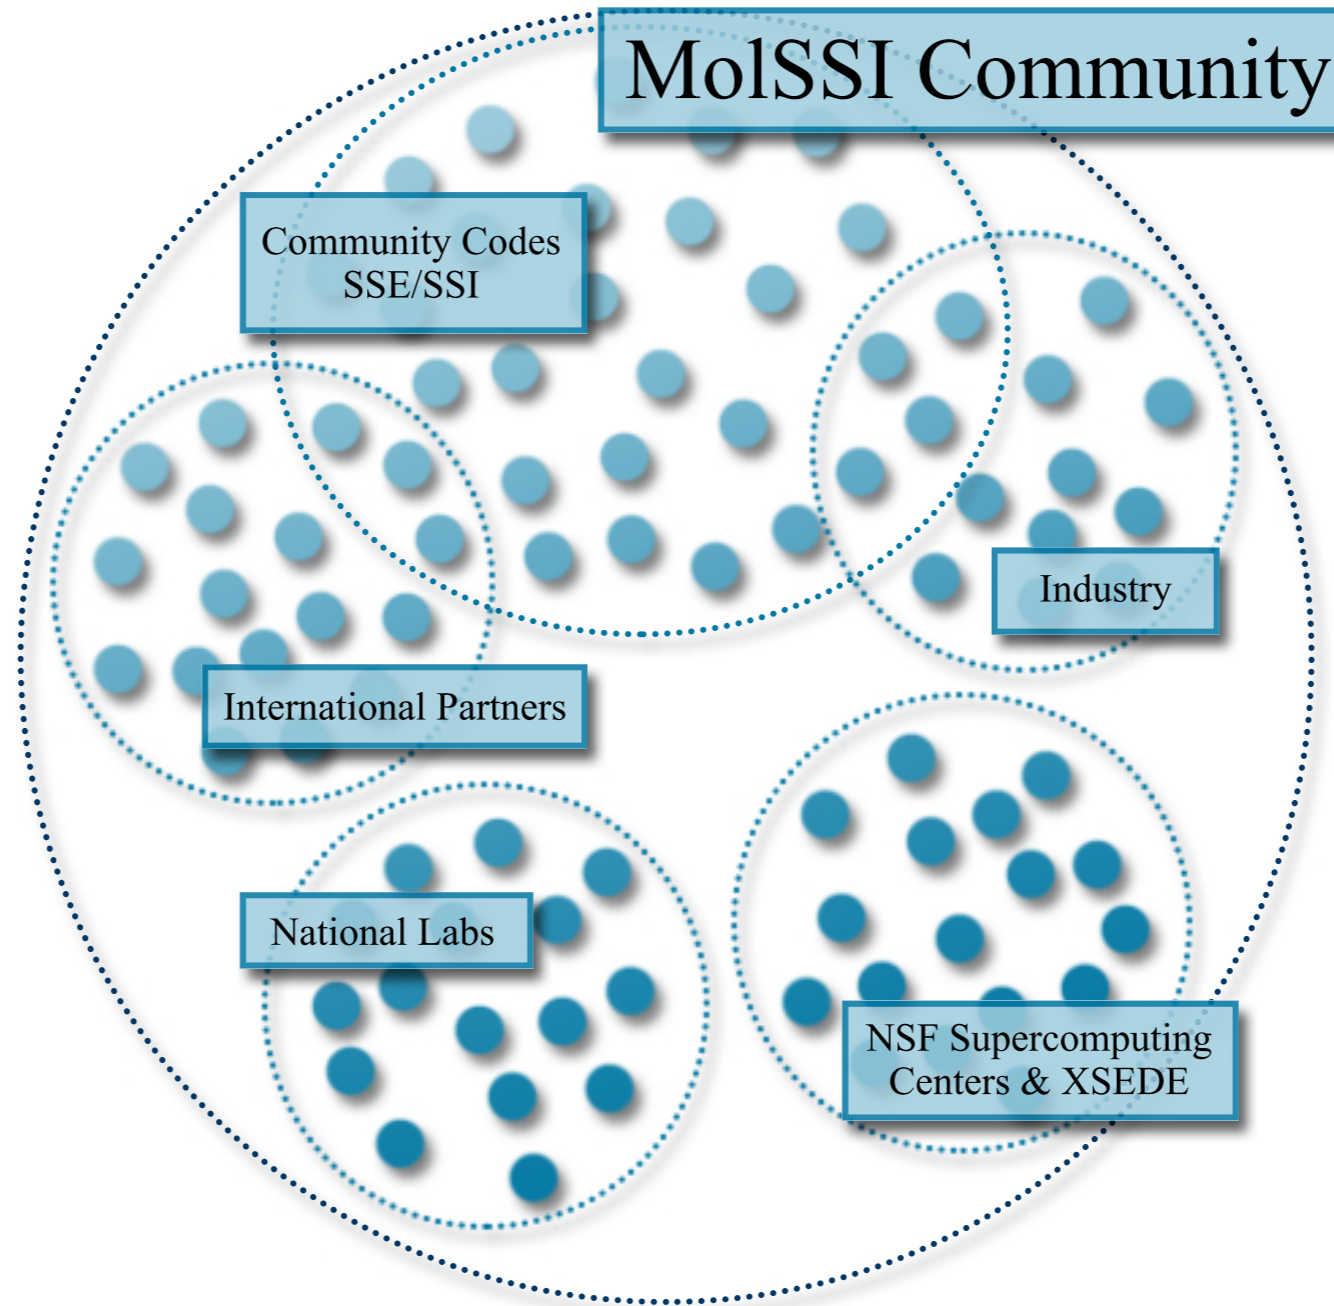 MolSSI Community
Community Codes
SSE/SSI
Industry
International Partners
National Labs
NSF Supercomputing
Centers & XSEDE